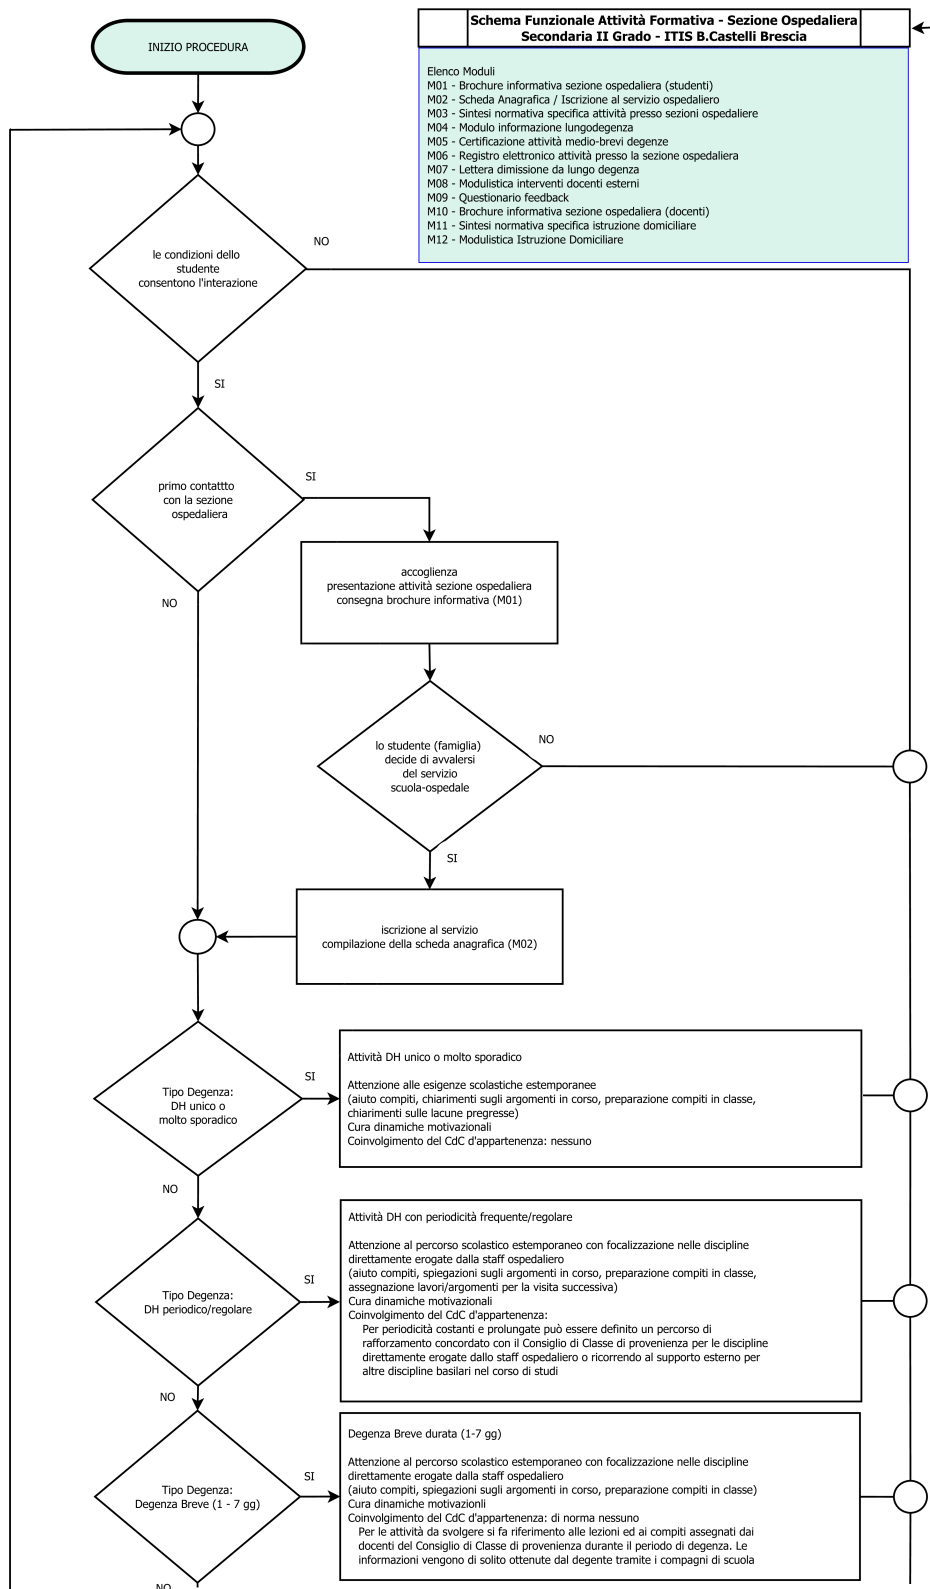 Schema Funzionale Attività Formativa - Sezione Ospedaliera
Secondaria II Grado - ITIS B.Castelli Brescia
INIZIO PROCEDURA
Elenco Moduli
M01 - Brochure informativa sezione ospedaliera (studenti)
M02 - Scheda Anagrafica / Iscrizione al servizio ospedaliero
M03 - Sintesi normativa specifica attività presso sezioni ospedaliere
M04 - Modulo informazione lungodegenza
M05 - Certificazione attività medio-brevi degenze
M06 - Registro elettronico attività presso la sezione ospedaliera
M07 - Lettera dimissione da lungo degenza
M08 - Modulistica interventi docenti esterni
M09 - Questionario feedback
M10 - Brochure informativa sezione ospedaliera (docenti)
M11 - Sintesi normativa specifica istruzione domiciliare
M12 - Modulistica Istruzione Domiciliare
le condizioni dello
studente
consentono l'interazione
NO
SI
primo contattto
con la sezione
ospedaliera
SI
NO
accoglienza
presentazione attività sezione ospedaliera
consegna brochure informativa (M01)
lo studente (famiglia)
decide di avvalersi
del servizio
scuola-ospedale
NO
SI
iscrizione al servizio
compilazione della scheda anagrafica (M02)
Tipo Degenza:
DH unico o
molto sporadico
SI
NO
Attività DH unico o molto sporadico
Attenzione alle esigenze scolastiche estemporanee
(aiuto compiti, chiarimenti sugli argomenti in corso, preparazione compiti in classe,
chiarimenti sulle lacune pregresse)
Cura dinamiche motivazionali
Coinvolgimento del CdC d'appartenenza: nessuno
Tipo Degenza:
DH periodico/regolare
SI
NO
Attività DH con periodicità frequente/regolare
Attenzione al percorso scolastico estemporaneo con focalizzazione nelle discipline
direttamente erogate dalla staff ospedaliero
(aiuto compiti, spiegazioni sugli argomenti in corso, preparazione compiti in classe,
assegnazione lavori/argomenti per la visita successiva)
Cura dinamiche motivazionali
Coinvolgimento del CdC d'appartenenza:
Per periodicità costanti e prolungate può essere definito un percorso di
rafforzamento concordato con il Consiglio di Classe di provenienza per le discipline
direttamente erogate dallo staff ospedaliero o ricorrendo al supporto esterno per
altre discipline basilari nel corso di studi
Tipo Degenza:
Degenza Breve (1 - 7 gg)
SI
NO
Degenza Breve durata (1-7 gg)
Attenzione al percorso scolastico estemporaneo con focalizzazione nelle discipline
direttamente erogate dalla staff ospedaliero
(aiuto compiti, spiegazioni sugli argomenti in corso, preparazione compiti in classe)
Cura dinamiche motivazionli
Coinvolgimento del CdC d'appartenenza: di norma nessuno
Per le attività da svolgere si fa riferimento alle lezioni ed ai compiti assegnati dai
docenti del Consiglio di Classe di provenienza durante il periodo di degenza. Le
informazioni vengono di solito ottenute dal degente tramite i compagni di scuola